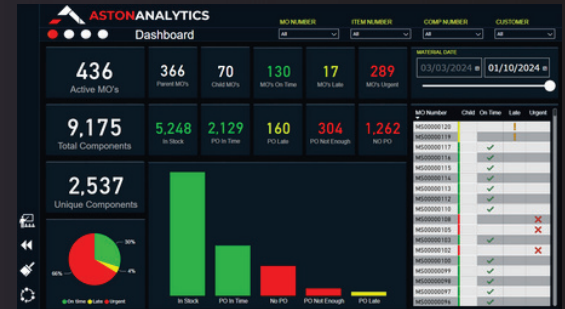 ASTONANALYTICS
Dashboard
MO NUMBER
ITEM NUMBER
COMP NUMBER
CUSTOMER
All
All
All
All
MATERIAL DATE
03/03/2024
01/10/2024
436
Active MO's
366
Parent MO's
70
Child MO's
130
MO's On Time
17
MO's Late
289
MO's Urgent
9,175
Total Components
5,248
In Stock
2,129
PO In Time
160
PO Late
304
PO Not Enough
1,262
NO PO
2,537
Unique Components
30%
4%
66%
On time Late Urgent
In Stock
PO In Time
No PO
PO Not Enough
PO Late
MO Number Child On Time Late Urgent
MS00000120
MS00000119
MS00000117
MS00000116
MS00000115
MS00000114
MS00000113
MS00000112
MS00000110
MS00000108
MS00000105
MS00000103
MS00000102
MS00000100
MS00000099
MS00000098
MS00000097
MS00000096